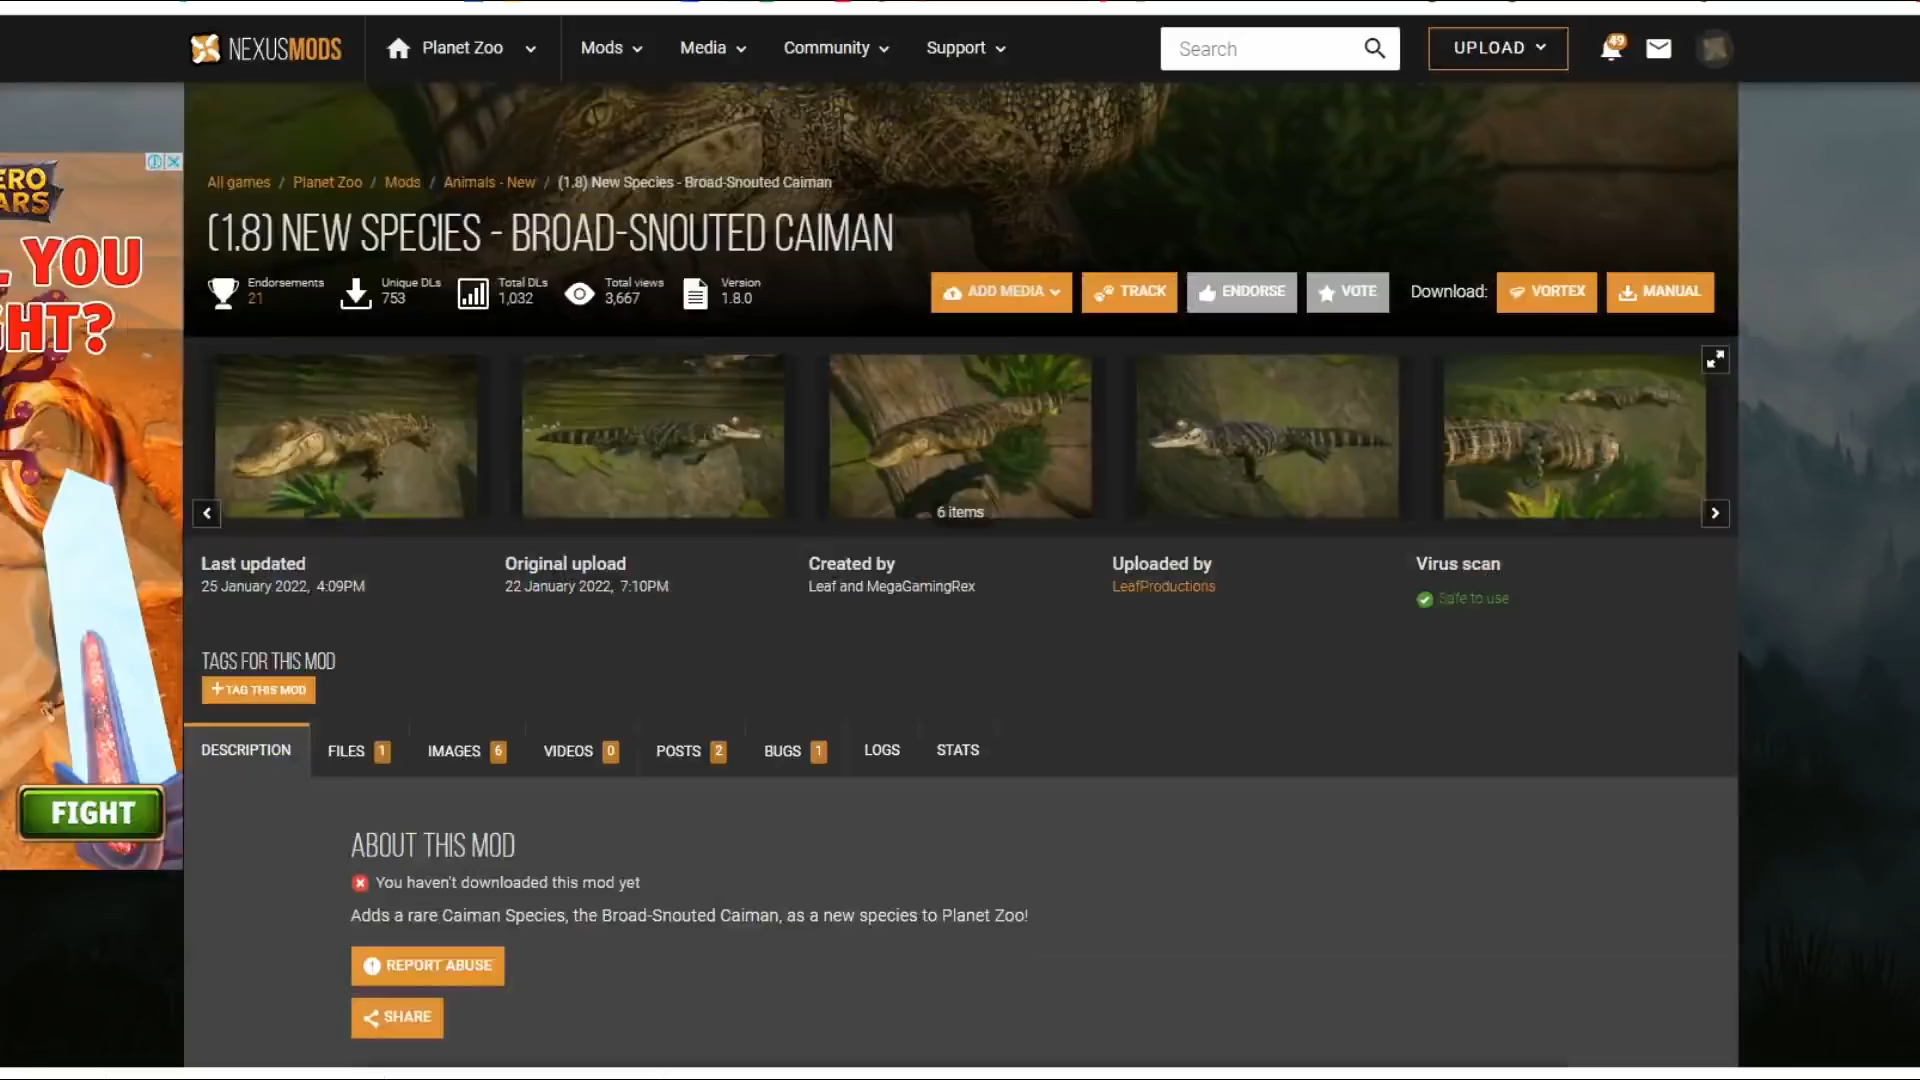 NEXUSMODS
Planet Zoo
Mods
Media
Community
Support
Search
UPLOAD
49
ERO
ARS
YOU
GHT?
FIGHT
All games / Planet Zoo / Mods / Animals - New / (1.8) New Species - Broad-Snouted Caiman
(1.8) NEW SPECIES - BROAD-SNOUTED CAIMAN
Endorsements
21
Unique DLs
753
Total DLs
1,032
Total views
3,667
Version
1.8.0
ADD MEDIA
TRACK
ENDORSE
VOTE
Download:
VORTEX
MANUAL
6 items
Last updated
25 January 2022, 4:09PM
Original upload
22 January 2022, 7:10PM
Created by
Leaf and MegaGamingRex
Uploaded by
LeafProductions
Virus scan
Safe to use
TAGS FOR THIS MOD
+ TAG THIS MOD
DESCRIPTION
FILES 1
IMAGES 6
VIDEOS 0
POSTS 2
BUGS 1
LOGS
STATS
ABOUT THIS MOD
You haven't downloaded this mod yet
Adds a rare Caiman Species, the Broad-Snouted Caiman, as a new species to Planet Zoo!
REPORT ABUSE
SHARE